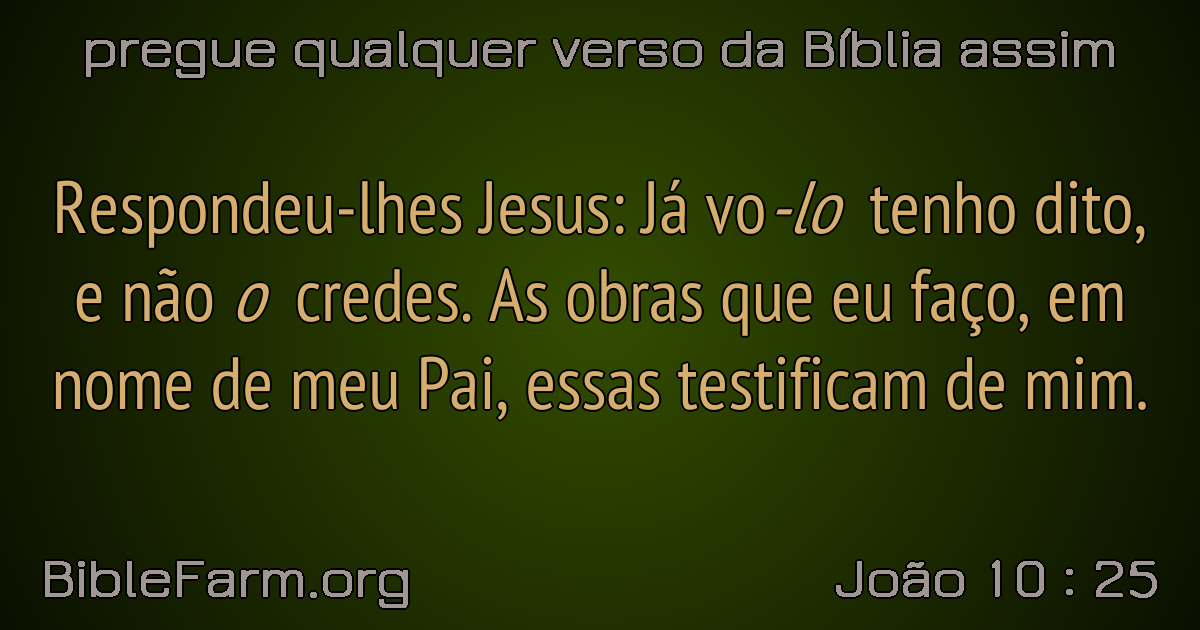 pregue qualquer verso da Bíblia assim
Respondeu-lhes Jesus: Já vo-lo tenho dito,
e não o credes. As obras que eu faço, em
nome de meu Pai, essas testificam de mim.
BibleFarm.org
João 10 : 25